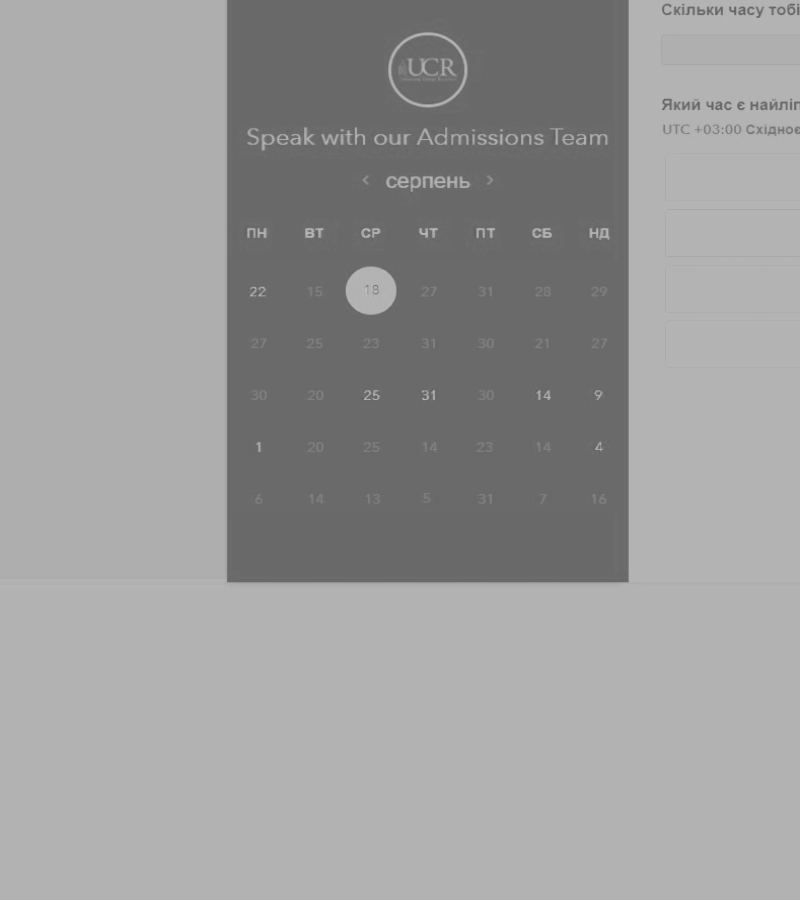 UCR
Speak with our Admissions Team
< серпень >
ПН ВТ СР ЧТ ПТ СБ НД
22 15 18 27 31 28 29
27 25 23 31 30 21 27
30 20 25 31 30 14 9
1 20 25 14 23 14 4
6 14 13 5 31 7 16
Скільки часу тобі
Який час є найліп
UTC +03:00 Східноє